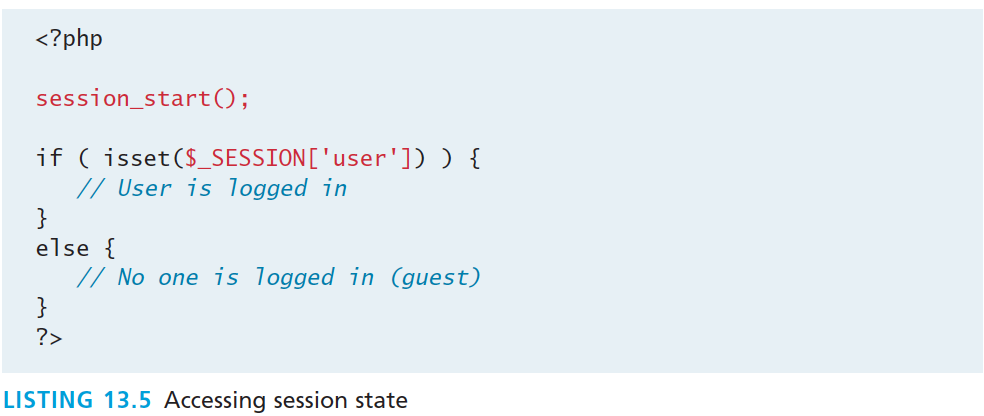 <?php
session_start();
if ( isset($_SESSION['user']) ) {
// User is logged in
}
else {
// No one is logged in (guest)
}
?>
LISTING 13.5 Accessing session state